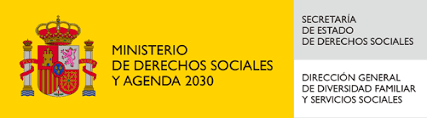 MINISTERIO
DE DERECHOS SOCIALES
Y AGENDA 2030
SECRETARÍA
DE ESTADO
DE DERECHOS SOCIALES
DIRECCIÓN GENERAL
DE DIVERSIDAD FAMILIAR
Y SERVICIOS SOCIALES